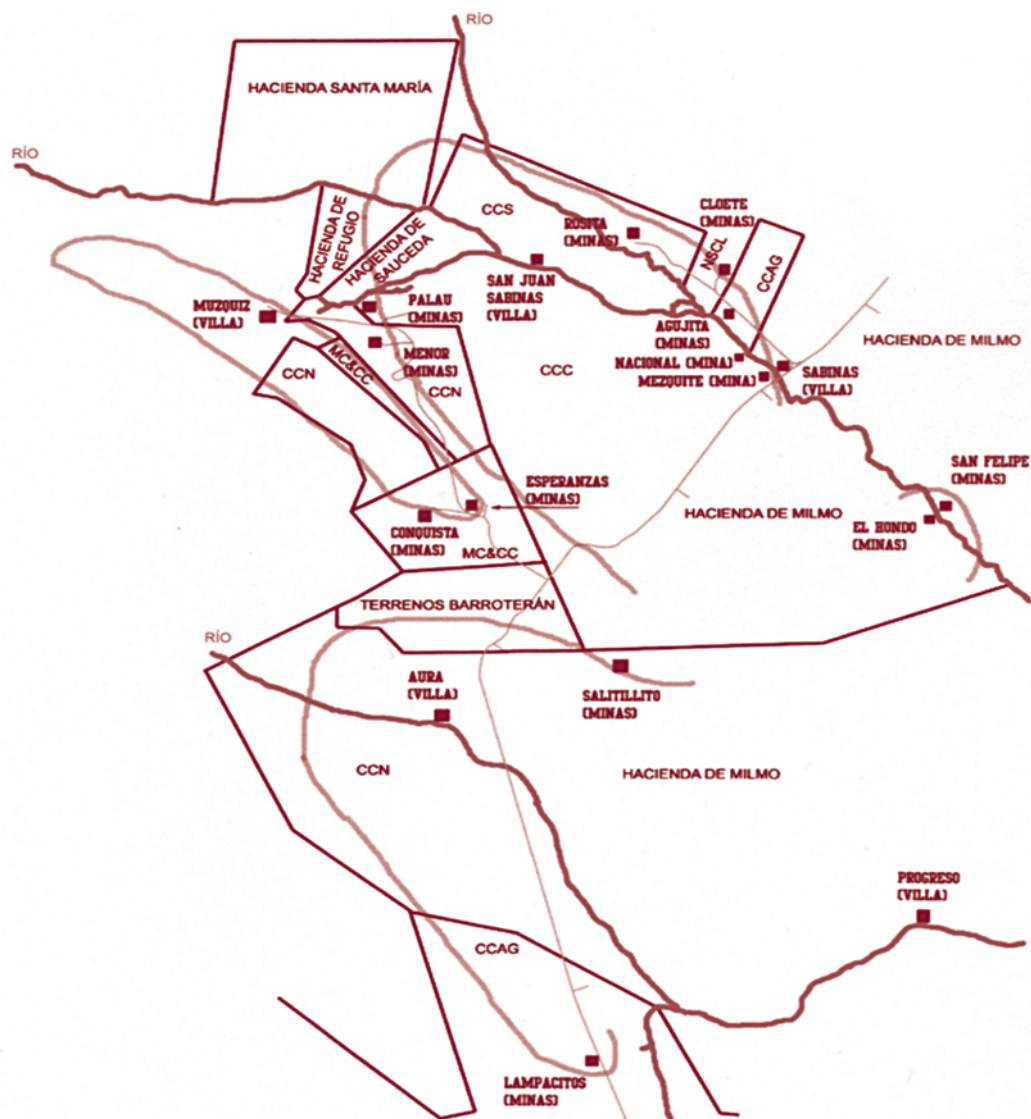 RÍO
HACIENDA SANTA MARÍA
RÍO
CCS
ROSITA
(MINAS)
CLOETE
(MINAS)
NSCL
CCAG
HACIENDA DE
REFUGIO
HACIENDA DE
SAUCEDA
SAN JUAN
SABINAS
(VILLA)
MUZQUIZ
(VILLA)
PALAU
(MINAS)
AGUJITA
(MINAS)
HACIENDA DE MILMO
MENOR
(MINAS)
NACIONAL (MINA)
MEZQUITE (MINA)
SABINAS
(VILLA)
MC&CC
CCN
CCN
CCC
SAN FELIPE
(MINAS)
ESPERANZAS
(MINAS)
HACIENDA DE MILMO
EL HONDO
(MINAS)
CONQUISTA
(MINAS)
MC&CC
TERRENOS BARROTERÁN
RÍO
AURA
(VILLA)
SALITILLITO
(MINAS)
CCN
HACIENDA DE MILMO
PROGRESO
(VILLA)
CCAG
LAMPACITOS
(MINAS)